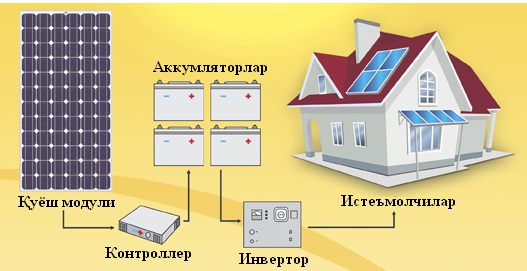 Аккумляторлар
Қуёш модули
Истеъмолчилар
Контроллер
Инвертор